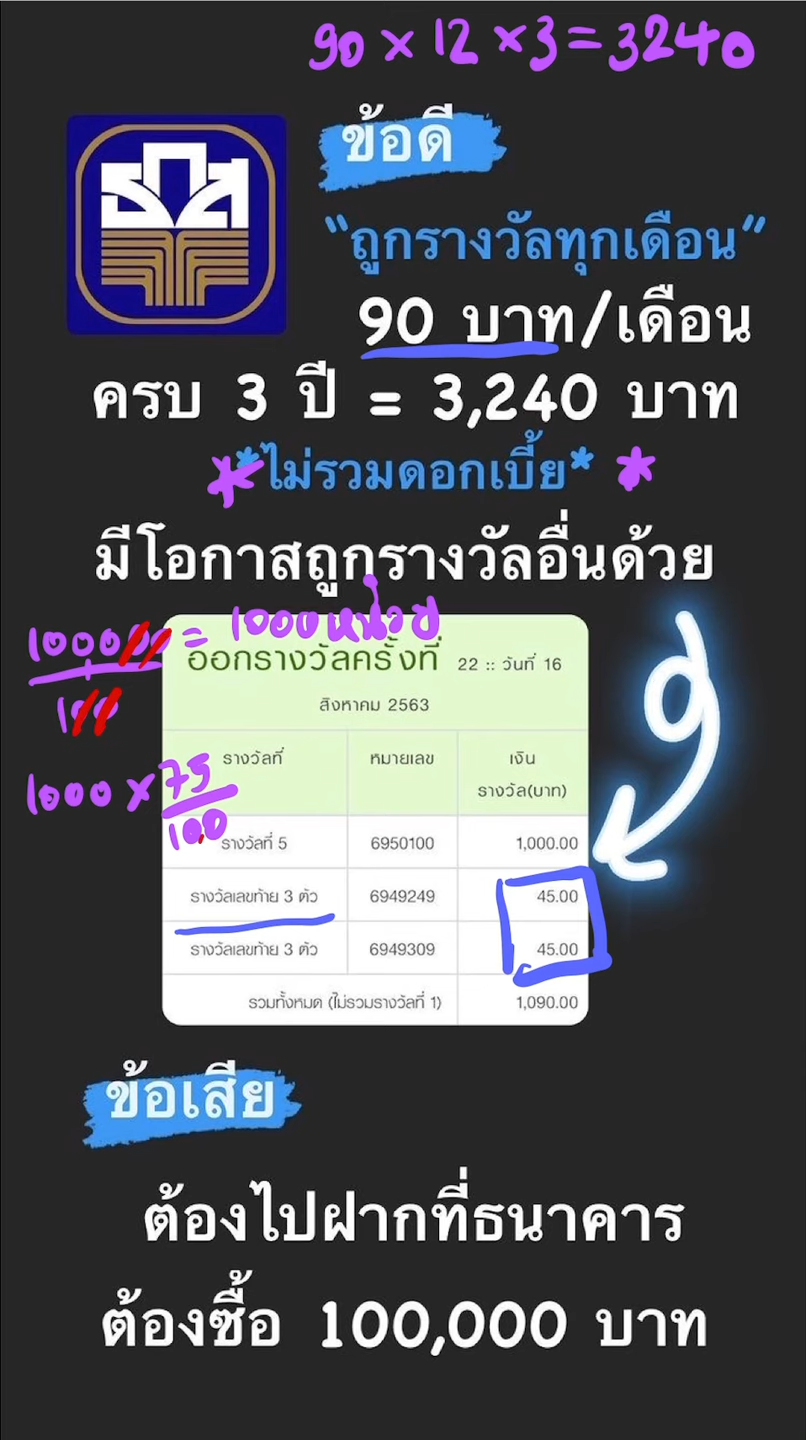 90 × 12 × 3 = 3240
ธกส
ข้อดี
"ถูกรางวัลทุกเดือน"
90 บาท/เดือน
ครบ 3 ปี = 3,240 บาท
*ไม่รวมดอกเบี้ย*
มีโอกาสถูกรางวัลอื่นด้วย
100000 = 1000 หน่วย
100
ออกรางวัลครั้งที่ 22 :: วันที่ 16
สิงหาคม 2563
รางวัลที่ หมายเลข เงิน
รางวัล(บาท)
1000 × 75
100
รางวัลที่ 5 6950100 1,000.00
รางวัลเลขท้าย 3 ตัว 6949249 45.00
รางวัลเลขท้าย 3 ตัว 6949309 45.00
รวมทั้งหมด (ไม่รวมรางวัลที่ 1) 1,090.00
ข้อเสีย
ต้องไปฝากที่ธนาคาร
ต้องซื้อ 100,000 บาท